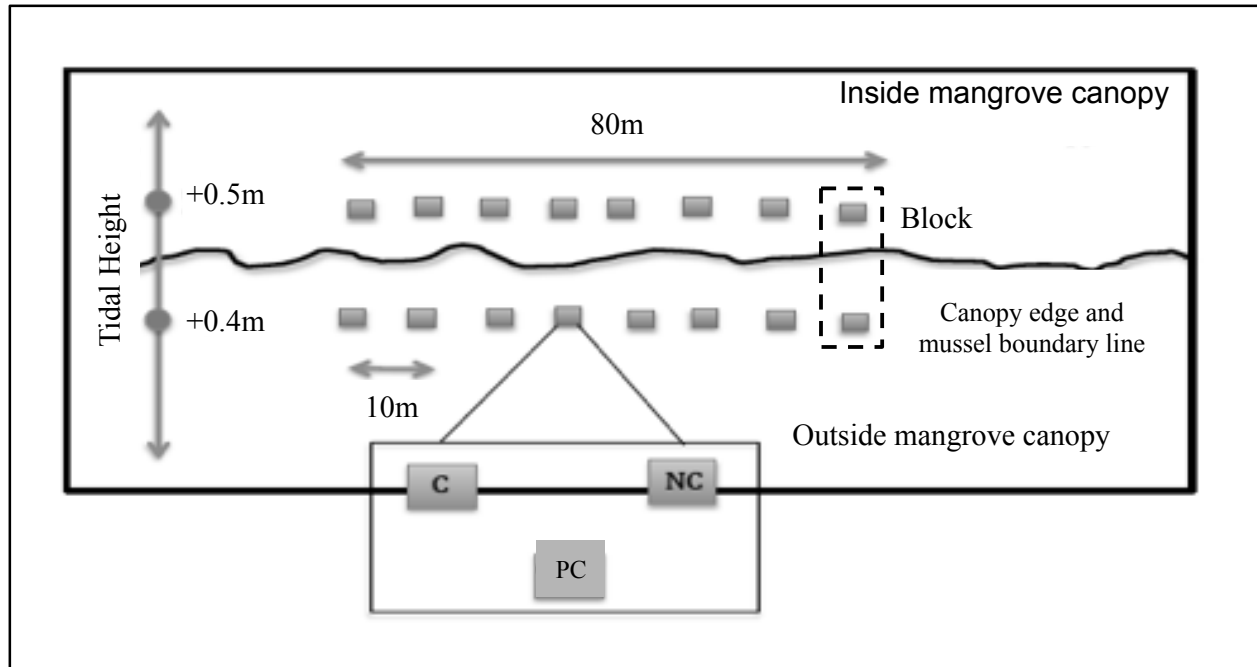 Inside mangrove canopy
80m
Tidal Height
+0.5m
Block
+0.4m
Canopy edge and
mussel boundary line
10m
Outside mangrove canopy
C
NC
PC